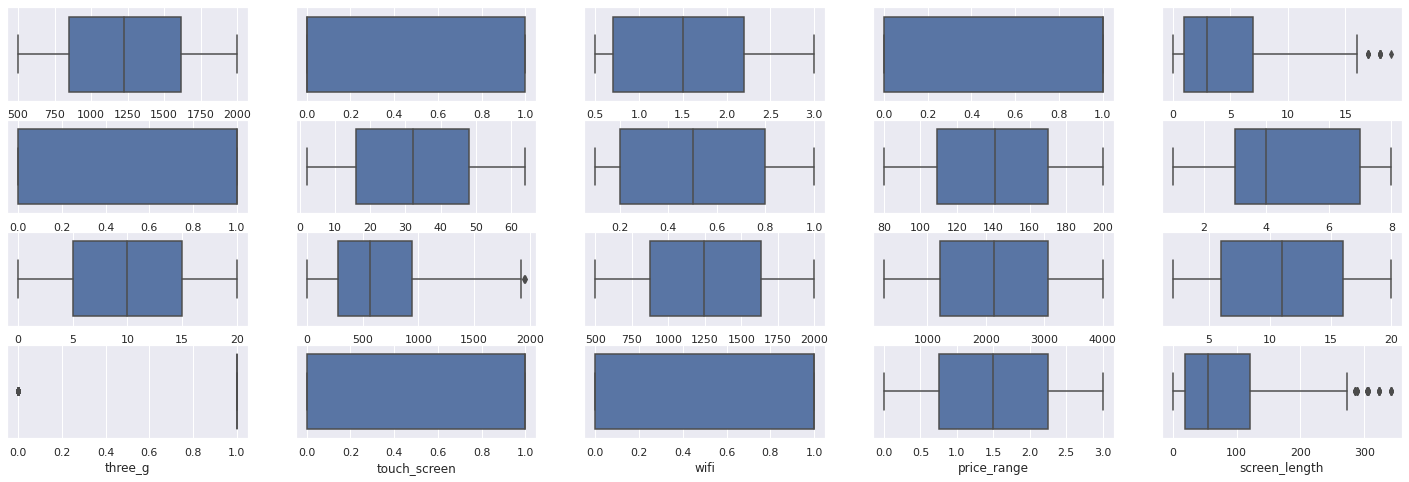 500 750 1000 1250 1500 1750 2000 0.0 0.2 0.4 0.6 0.8 1.0 0.5 1.0 1.5 2.0 2.5 3.0 0.0 0.2 0.4 0.6 0.8 1.0 0 5 10 15
0.0 0.2 0.4 0.6 0.8 1.0 0 10 20 30 40 50 60 0.2 0.4 0.6 0.8 1.0 80 100 120 140 160 180 200 2 4 6 8
0 5 10 15 20 0 500 1000 1500 2000 500 750 1000 1250 1500 1750 2000 1000 2000 3000 4000 5 10 15 20
0.0 0.2 0.4 0.6 0.8 1.0 0.0 0.2 0.4 0.6 0.8 1.0 0.0 0.2 0.4 0.6 0.8 1.0 0.0 0.5 1.0 1.5 2.0 2.5 3.0 0 100 200 300
three_g touch_screen wifi price_range screen_length